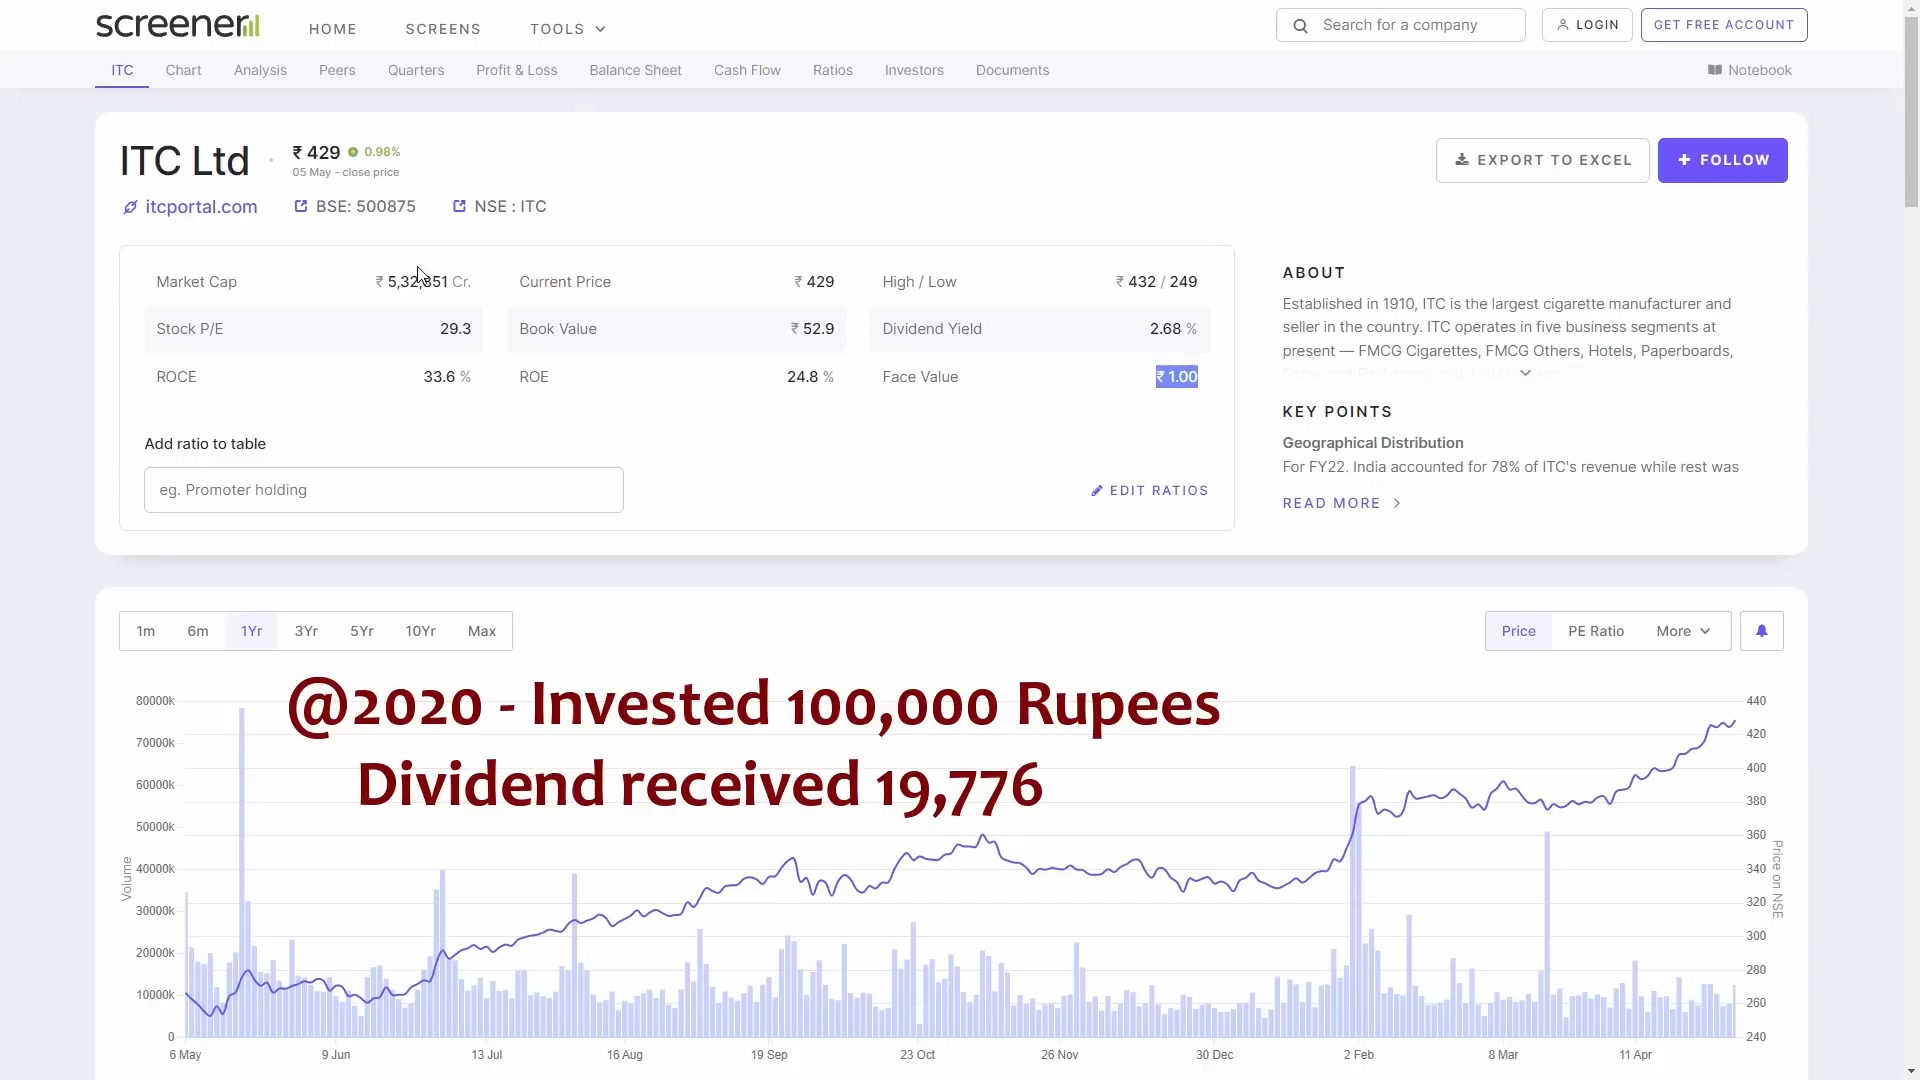 screener
HOME SCREENS TOOLS
Search for a company
LOGIN
GET FREE ACCOUNT
ITC Chart Analysis Peers Quarters Profit & Loss Balance Sheet Cash Flow Ratios Investors Documents Notebook
ITC Ltd
₹ 429 0.98%
05 May - close price
EXPORT TO EXCEL
+ FOLLOW
itcportal.com BSE: 500875 NSE : ITC
Market Cap ₹ 5,32,351 Cr. Current Price ₹ 429 High / Low ₹ 432 / 249
Stock P/E 29.3 Book Value ₹ 52.9 Dividend Yield 2.68 %
ROCE 33.6 % ROE 24.8 % Face Value ₹ 1.00
Add ratio to table
eg. Promoter holding
EDIT RATIOS
ABOUT
Established in 1910, ITC is the largest cigarette manufacturer and
seller in the country. ITC operates in five business segments at
present — FMCG Cigarettes, FMCG Others, Hotels, Paperboards,
KEY POINTS
Geographical Distribution
For FY22. India accounted for 78% of ITC's revenue while rest was
READ MORE
1m 6m 1Yr 3Yr 5Yr 10Yr Max
Price PE Ratio More
@2020 - Invested 100,000 Rupees
Dividend received 19,776
80000k
70000k
60000k
50000k
40000k
30000k
20000k
10000k
0
Volume
440
420
400
380
360
340
320
300
280
260
240
Price on NSE
6 May 9 Jun 13 Jul 16 Aug 19 Sep 23 Oct 26 Nov 30 Dec 2 Feb 8 Mar 11 Apr